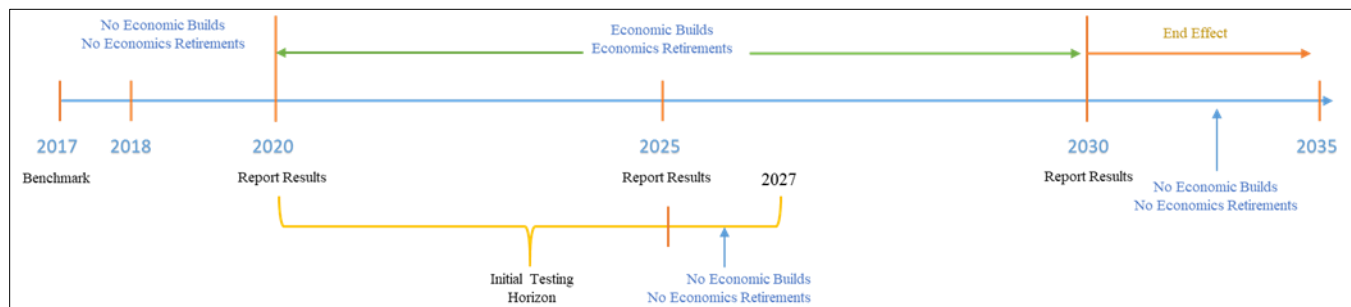 No Economic Builds
No Economics Retirements
Economic Builds
Economics Retirements
End Effect
2017
2018
2020
2025
2030
2035
Benchmark
Report Results
Report Results
2027
Report Results
No Economic Builds
No Economics Retirements
Initial Testing
Horizon
No Economic Builds
No Economics Retirements